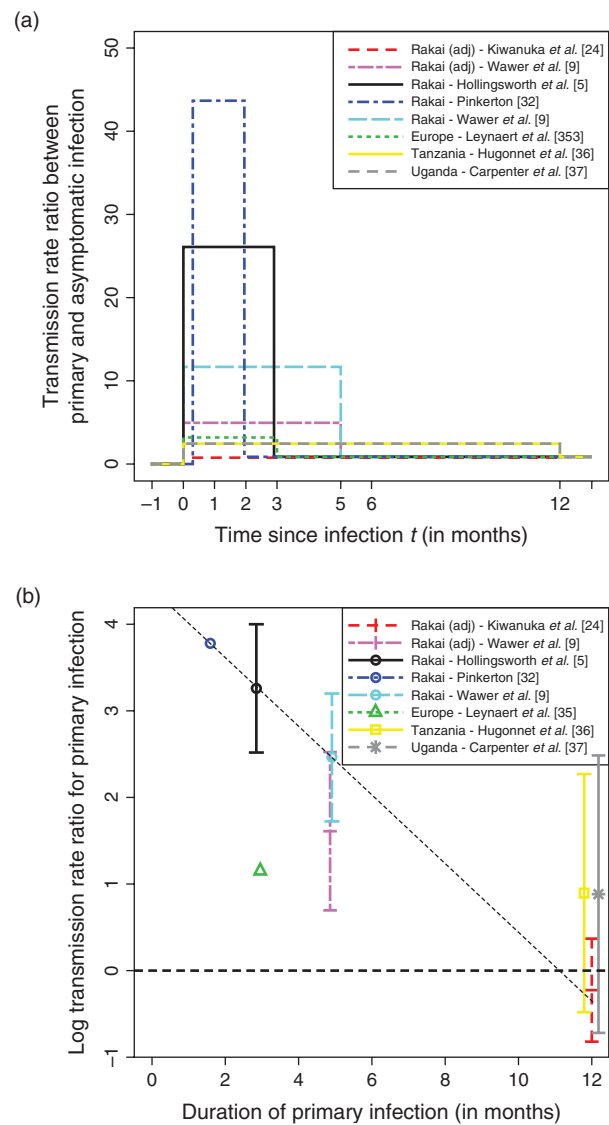 (a)
50
40
30
20
10
0
Transmission rate ratio between
primary and asymptomatic infection
Rakai (adj) - Kiwanuka et al. [24]
Rakai (adj) - Wawer et al. [9]
Rakai - Hollingsworth et al. [5]
Rakai - Pinkerton [32]
Rakai - Wawer et al. [9]
Europe - Leynaert et al. [353]
Tanzania - Hugonnet et al. [36]
Uganda - Carpenter et al. [37]
−1 0 1 2 3 5 6 12
Time since infection t (in months)
(b)
4
3
2
1
0
−1
Log transmission rate ratio for primary infection
Rakai (adj) - Kiwanuka et al. [24]
Rakai (adj) - Wawer et al. [9]
Rakai - Hollingsworth et al. [5]
Rakai - Pinkerton [32]
Rakai - Wawer et al. [9]
Europe - Leynaert et al. [35]
Tanzania - Hugonnet et al. [36]
Uganda - Carpenter et al. [37]
0 2 4 6 8 10 12
Duration of primary infection (in months)